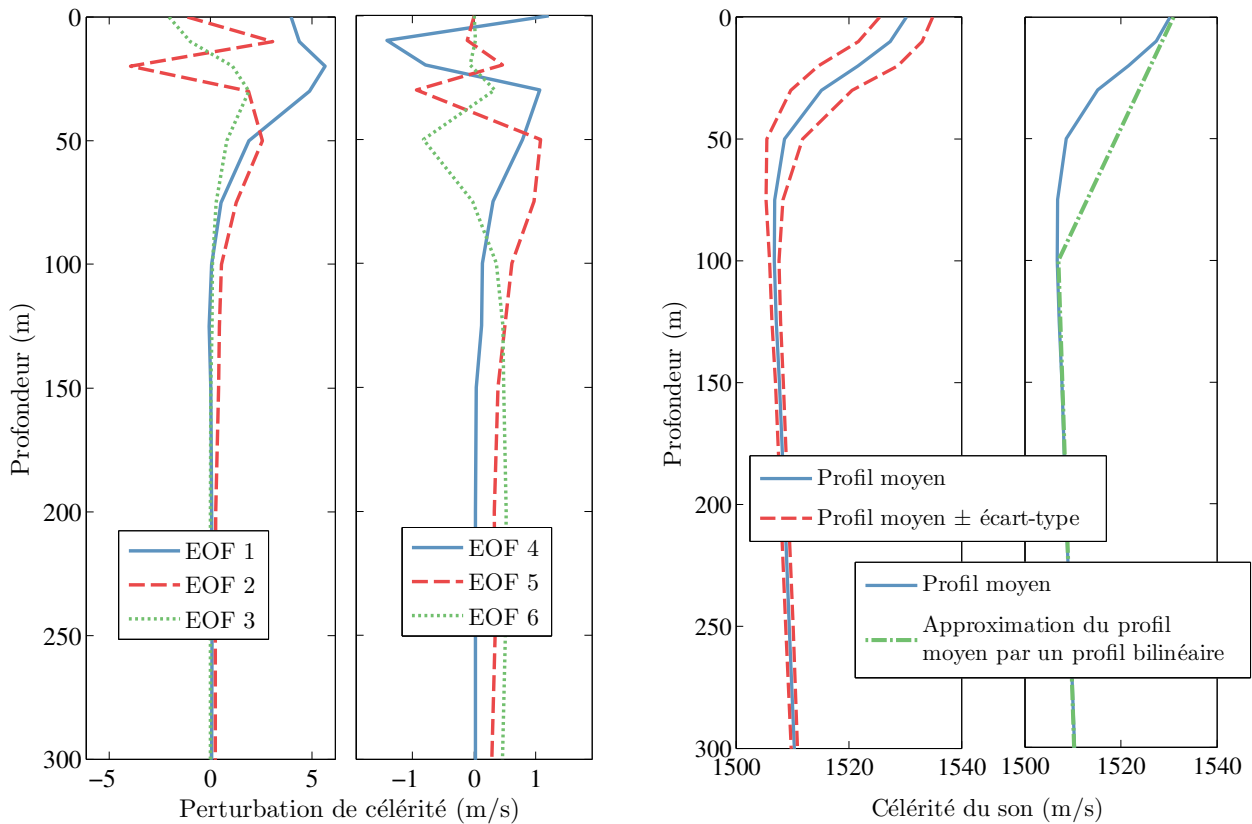 0
50
100
150
200
250
300
Profondeur (m)
−5
0
5
−1
0
1
Perturbation de célérité (m/s)
EOF 1
EOF 2
EOF 3
EOF 4
EOF 5
EOF 6
0
50
100
150
200
250
300
Profondeur (m)
1500
1520
1540
1500
1520
1540
Célérité du son (m/s)
Profil moyen
Profil moyen ± écart-type
Profil moyen
Approximation du profil
moyen par un profil bilinéaire